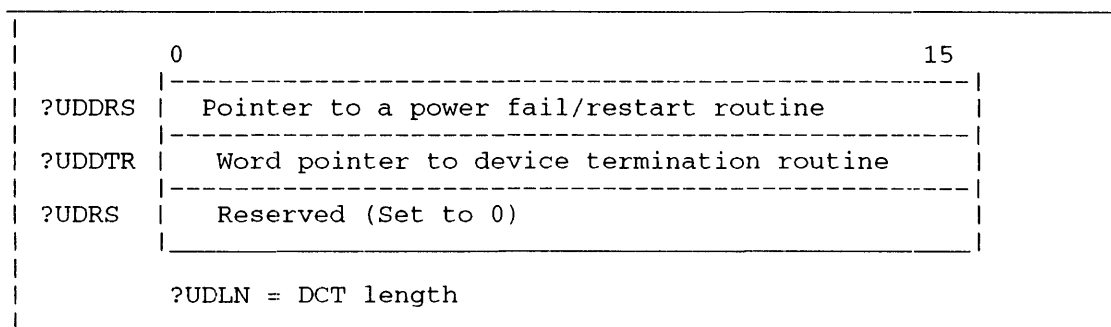 0 15
?UDDRS Pointer to a power fail/restart routine
?UDDTR Word pointer to device termination routine
?UDRS Reserved (Set to 0)
?UDLN = DCT length